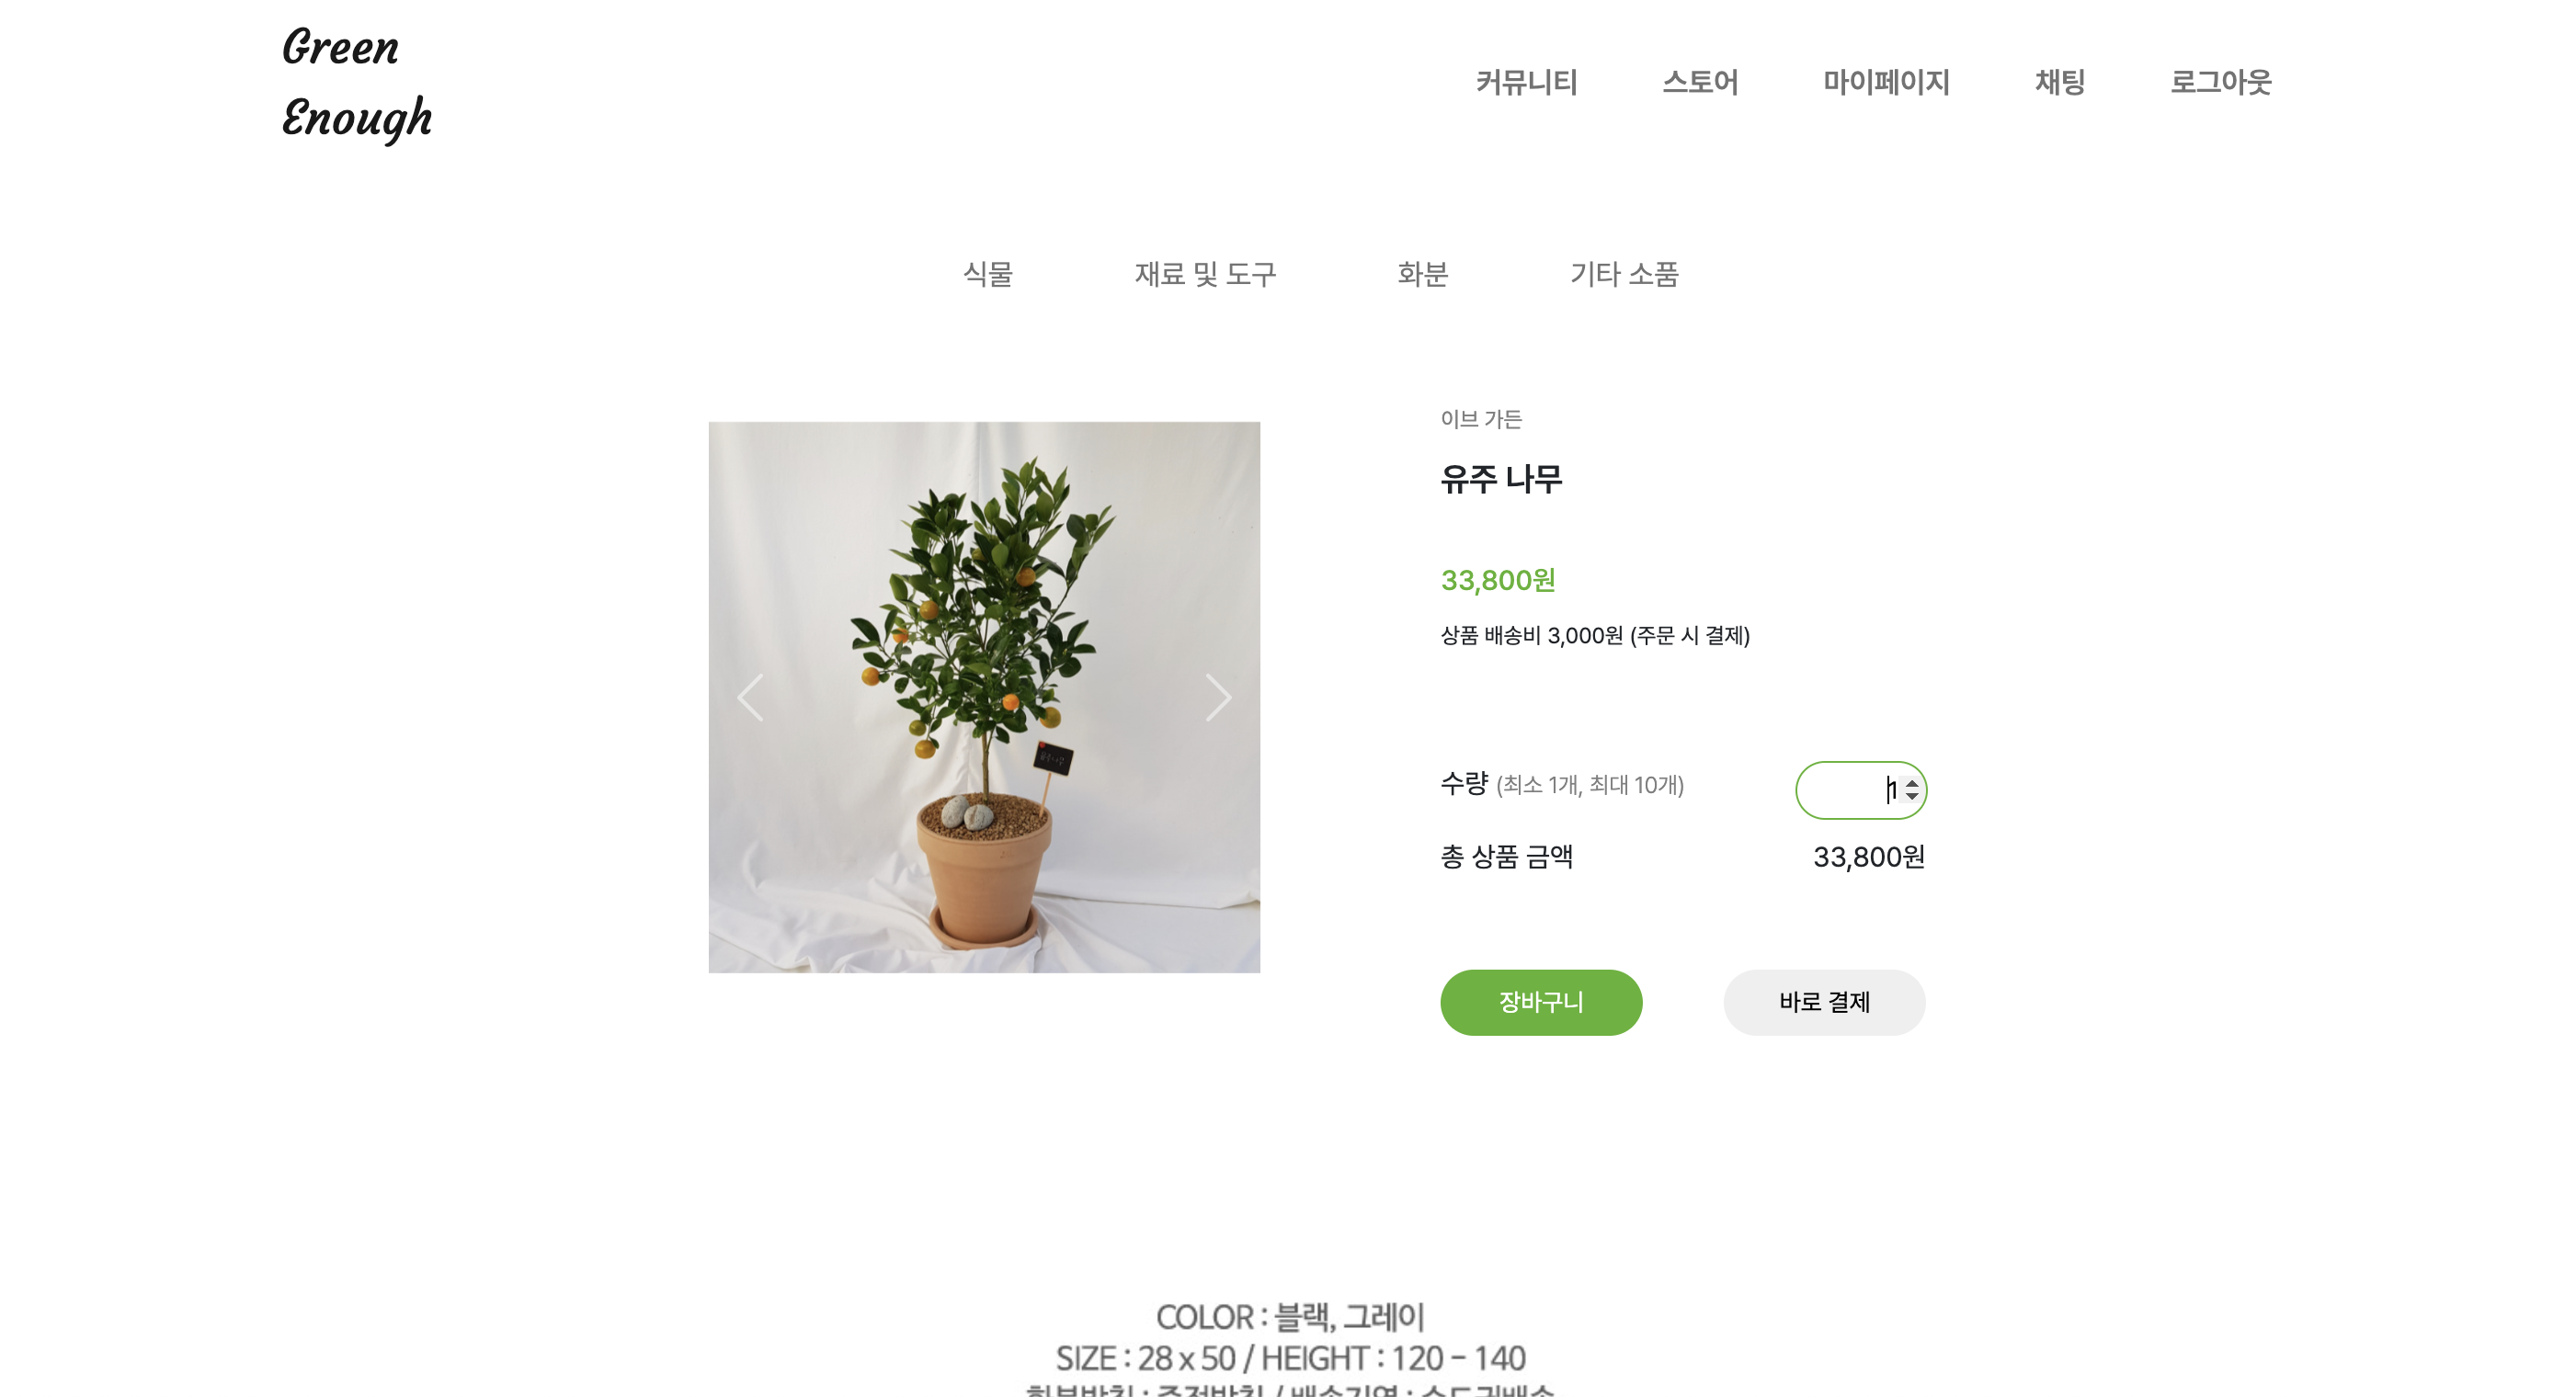 Green
Enough
커뮤니티 스토어 마이페이지 채팅 로그아웃
식물 재료 및 도구 화분 기타 소품
이브 가든
유주 나무
33,800원
상품 배송비 3,000원 (주문 시 결제)
수량 (최소 1개, 최대 10개) 1
총 상품 금액 33,800원
장바구니 바로 결제
COLOR : 블랙, 그레이
SIZE : 28 x 50 / HEIGHT : 120 - 140